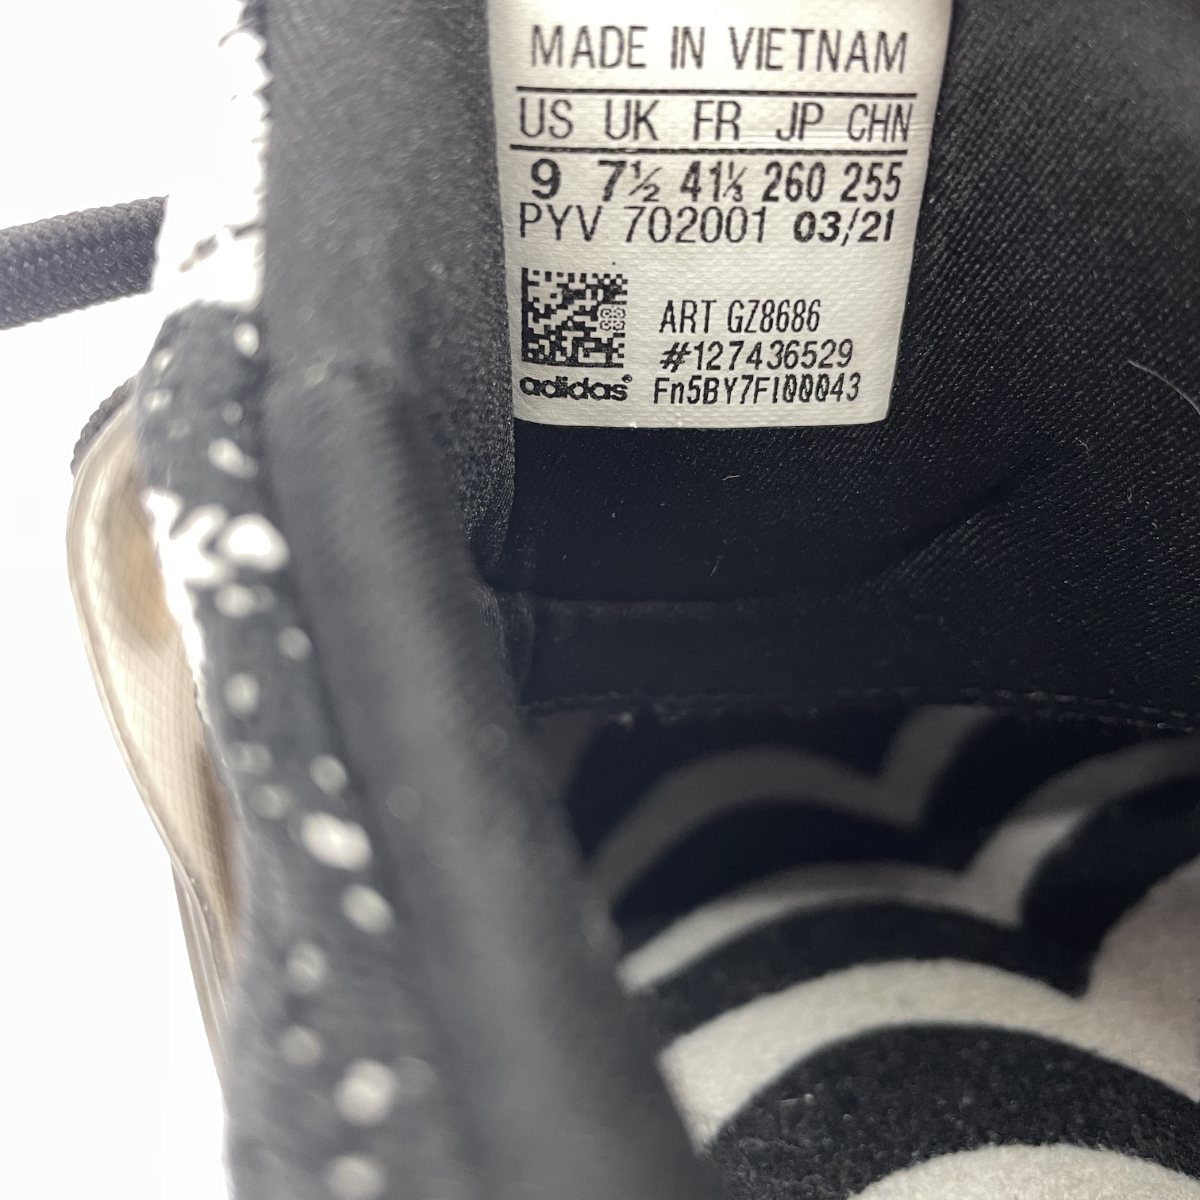 MADE IN VIETNAM
US UK FR JP CHN
9 7½ 41⅓ 260 255
PYV 702001 03/21
ART GZ8686
#127436529
adidas® Fn5BY7Fl00043